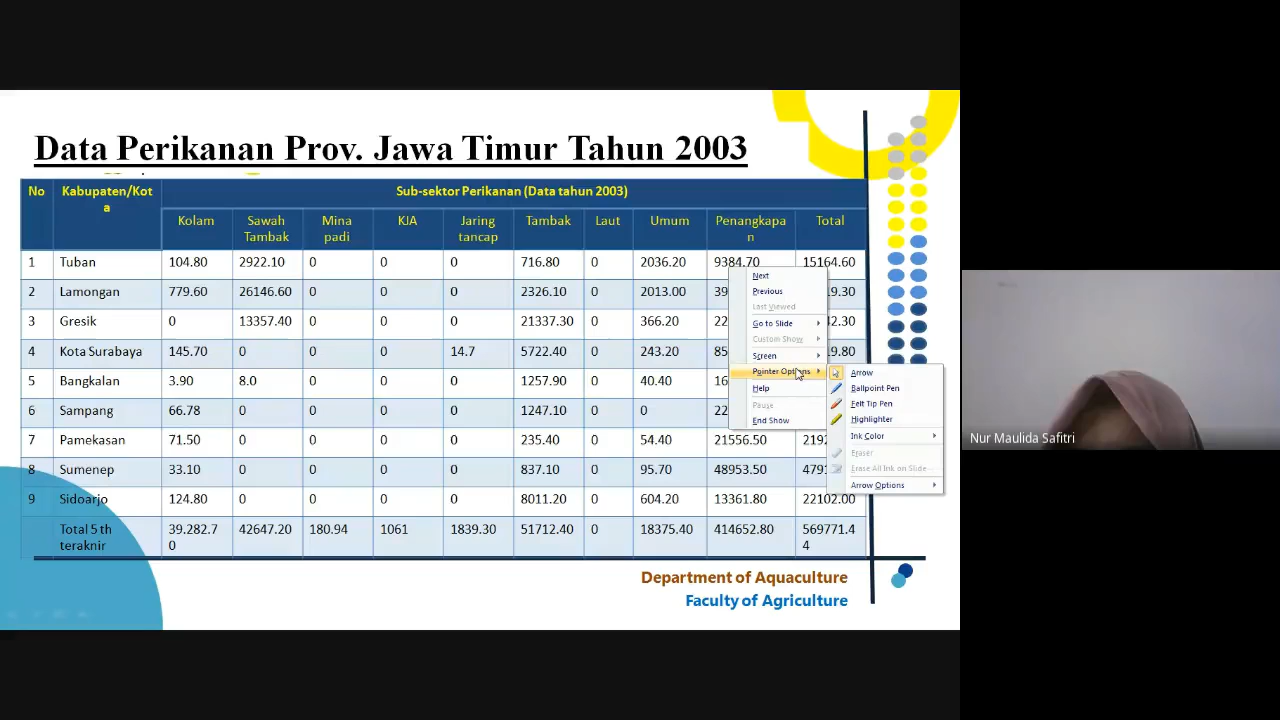 Data Perikanan Prov. Jawa Timur Tahun 2003
No Kabupaten/Kota Sub-sektor Perikanan (Data tahun 2003)
Kolam Sawah Tambak Mina padi KJA Jaring tancap Tambak Laut Umum Penangkapan Total
1 Tuban 104.80 2922.10 0 0 0 716.80 0 2036.20 9384.70 15164.60
2 Lamongan 779.60 26146.60 0 0 0 2326.10 0 2013.00
3 Gresik 0 13357.40 0 0 0 21337.30 0 366.20
4 Kota Surabaya 145.70 0 0 0 14.7 5722.40 0 243.20
5 Bangkalan 3.90 8.0 0 0 0 1257.90 0 40.40
6 Sampang 66.78 0 0 0 0 1247.10 0 0
7 Pamekasan 71.50 0 0 0 0 235.40 0 54.40 21556.50
8 Sumenep 33.10 0 0 0 0 837.10 0 95.70 48953.50
9 Sidoarjo 124.80 0 0 0 0 8011.20 0 604.20 13361.80 22102.00
Total 5 th teraknir 39.282.70 42647.20 180.94 1061 1839.30 51712.40 0 18375.40 414652.80 569771.44
Next
Previous
Last Viewed
Go to Slide
Custom Show
Screen
Pointer Options
Help
Pause
End Show
Arrow
Ballpoint Pen
Felt Tip Pen
Highlighter
Ink Color
Eraser
Erase All Ink on Slide
Arrow Options
Department of Aquaculture
Faculty of Agriculture
Nur Maulida Safitri